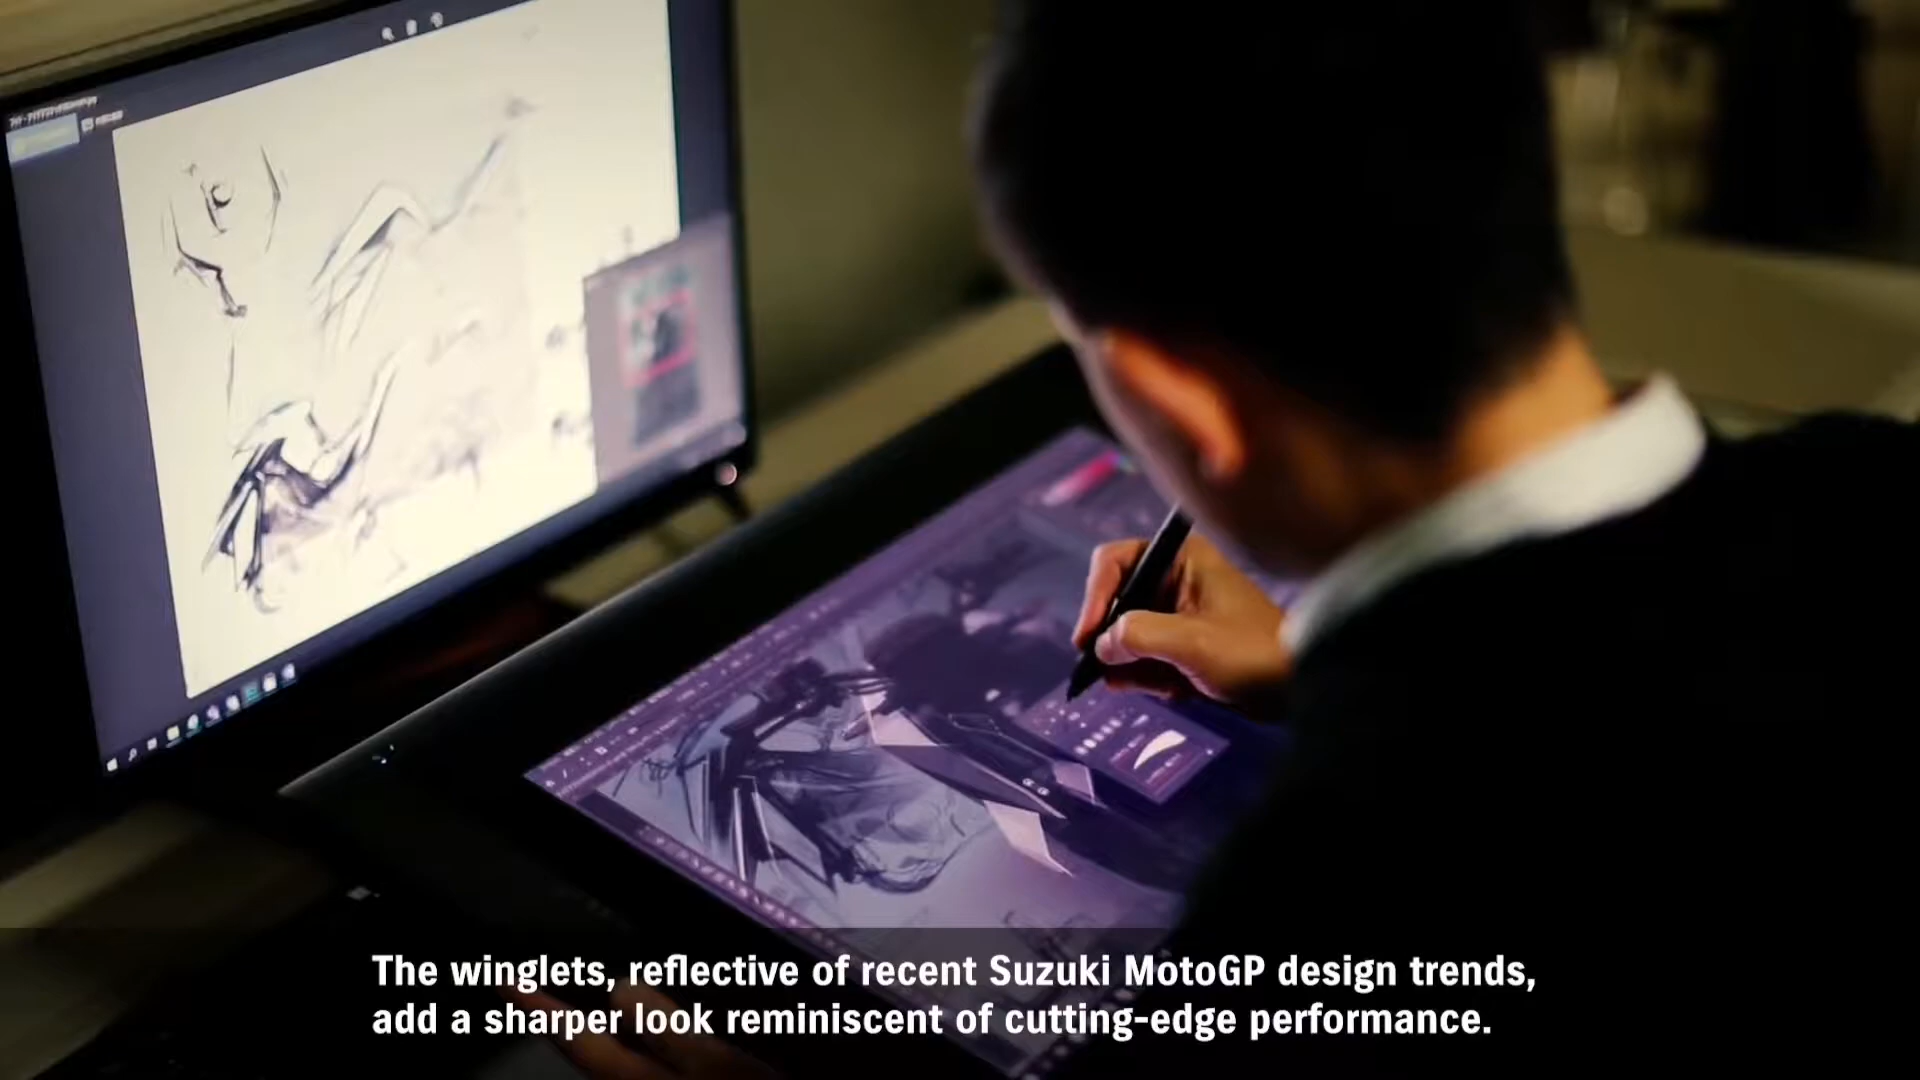 The winglets, reflective of recent Suzuki MotoGP design trends,
add a sharper look reminiscent of cutting-edge performance.